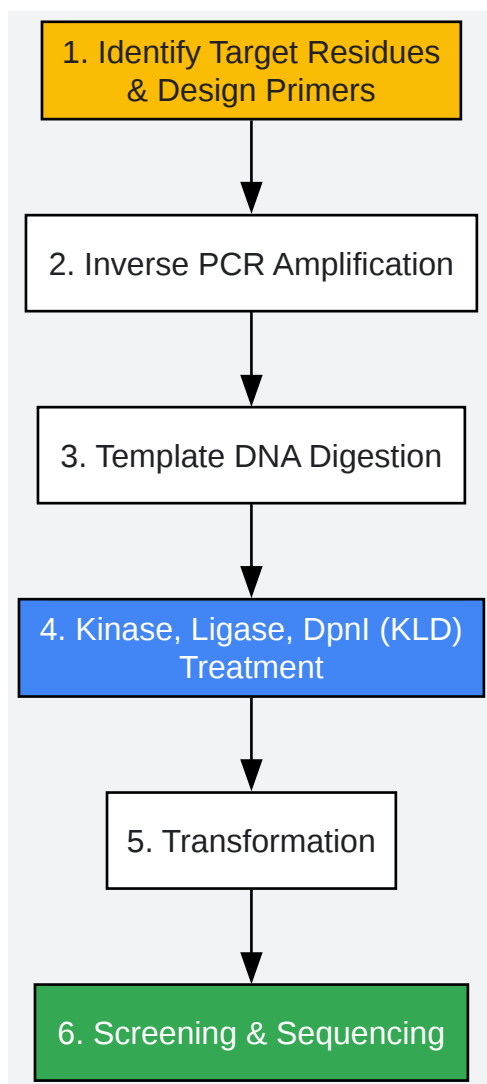 1. Identify Target Residues
& Design Primers
2. Inverse PCR Amplification
3. Template DNA Digestion
4. Kinase, Ligase, DpnI (KLD)
Treatment
5. Transformation
6. Screening & Sequencing